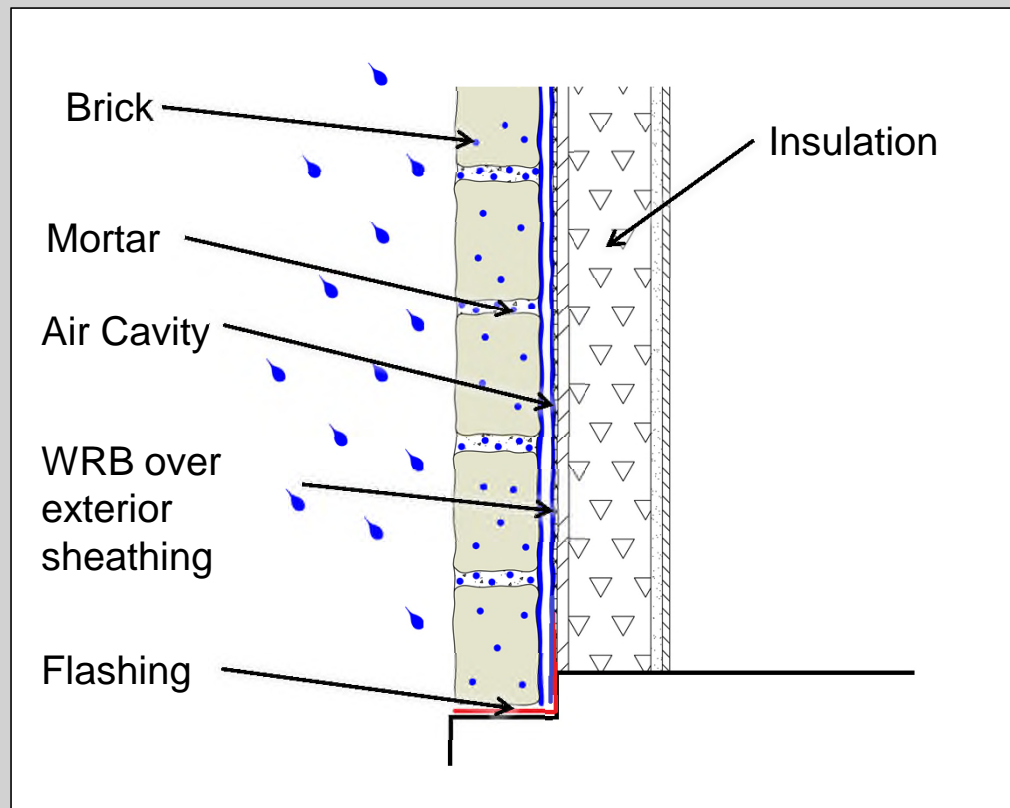 Brick
Insulation
Mortar
Air Cavity
WRB over
exterior
sheathing
Flashing